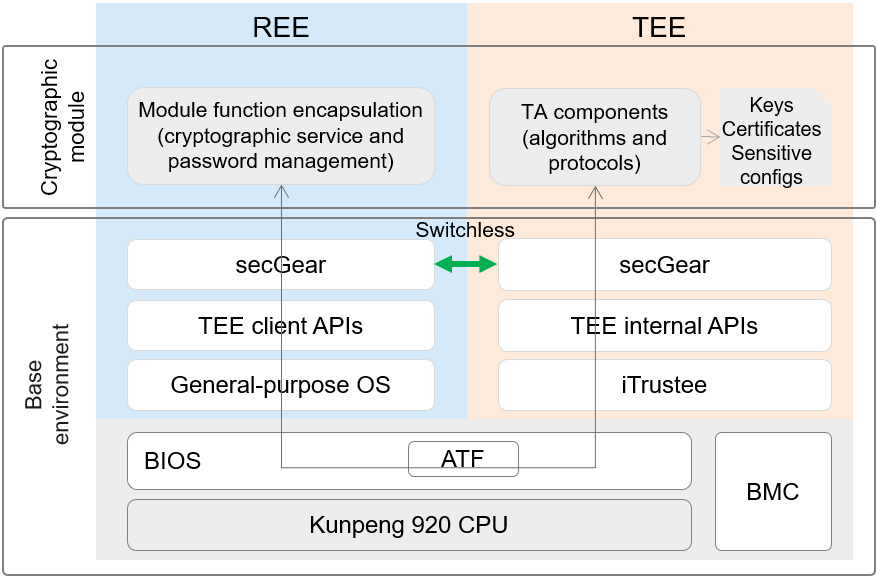 REE
TEE
Cryptographic
module
Module function encapsulation
(cryptographic service and
password management)
TA components
(algorithms and
protocols)
Keys
Certificates
Sensitive
configs
Base
environment
Switchless
secGear
secGear
TEE client APIs
TEE internal APIs
General-purpose OS
iTrustee
BIOS
ATF
BMC
Kunpeng 920 CPU